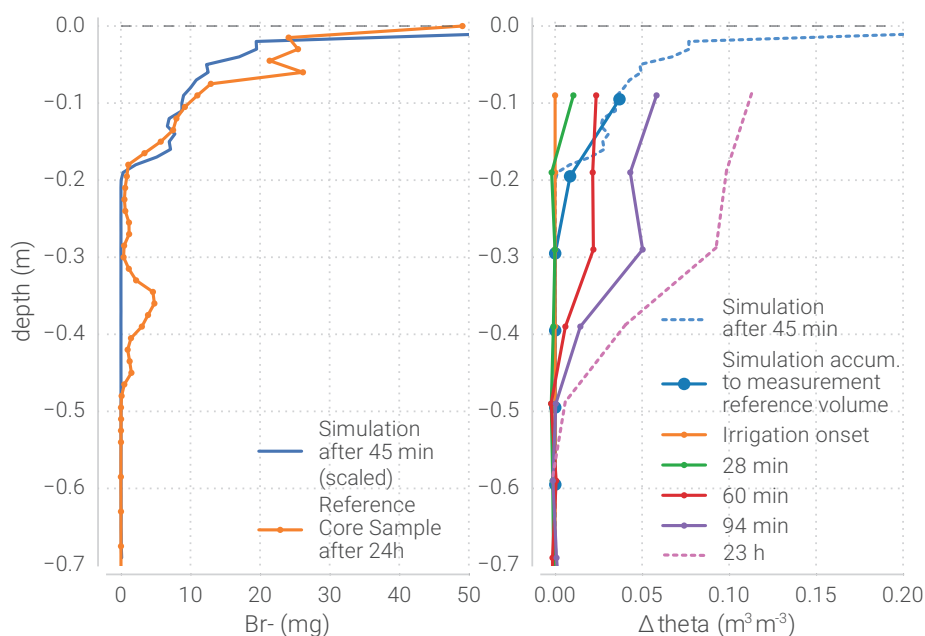 0.0
−0.1
−0.2
−0.3
−0.4
−0.5
−0.6
−0.7
depth (m)
0 10 20 30 40 50
Br- (mg)
Simulation
after 45 min
(scaled)
Reference
Core Sample
after 24h
0.0
−0.1
−0.2
−0.3
−0.4
−0.5
−0.6
−0.7
0.00 0.05 0.10 0.15 0.20
Δ theta (m³ m⁻³)
Simulation
after 45 min
Simulation accum.
to measurement
reference volume
Irrigation onset
28 min
60 min
94 min
23 h